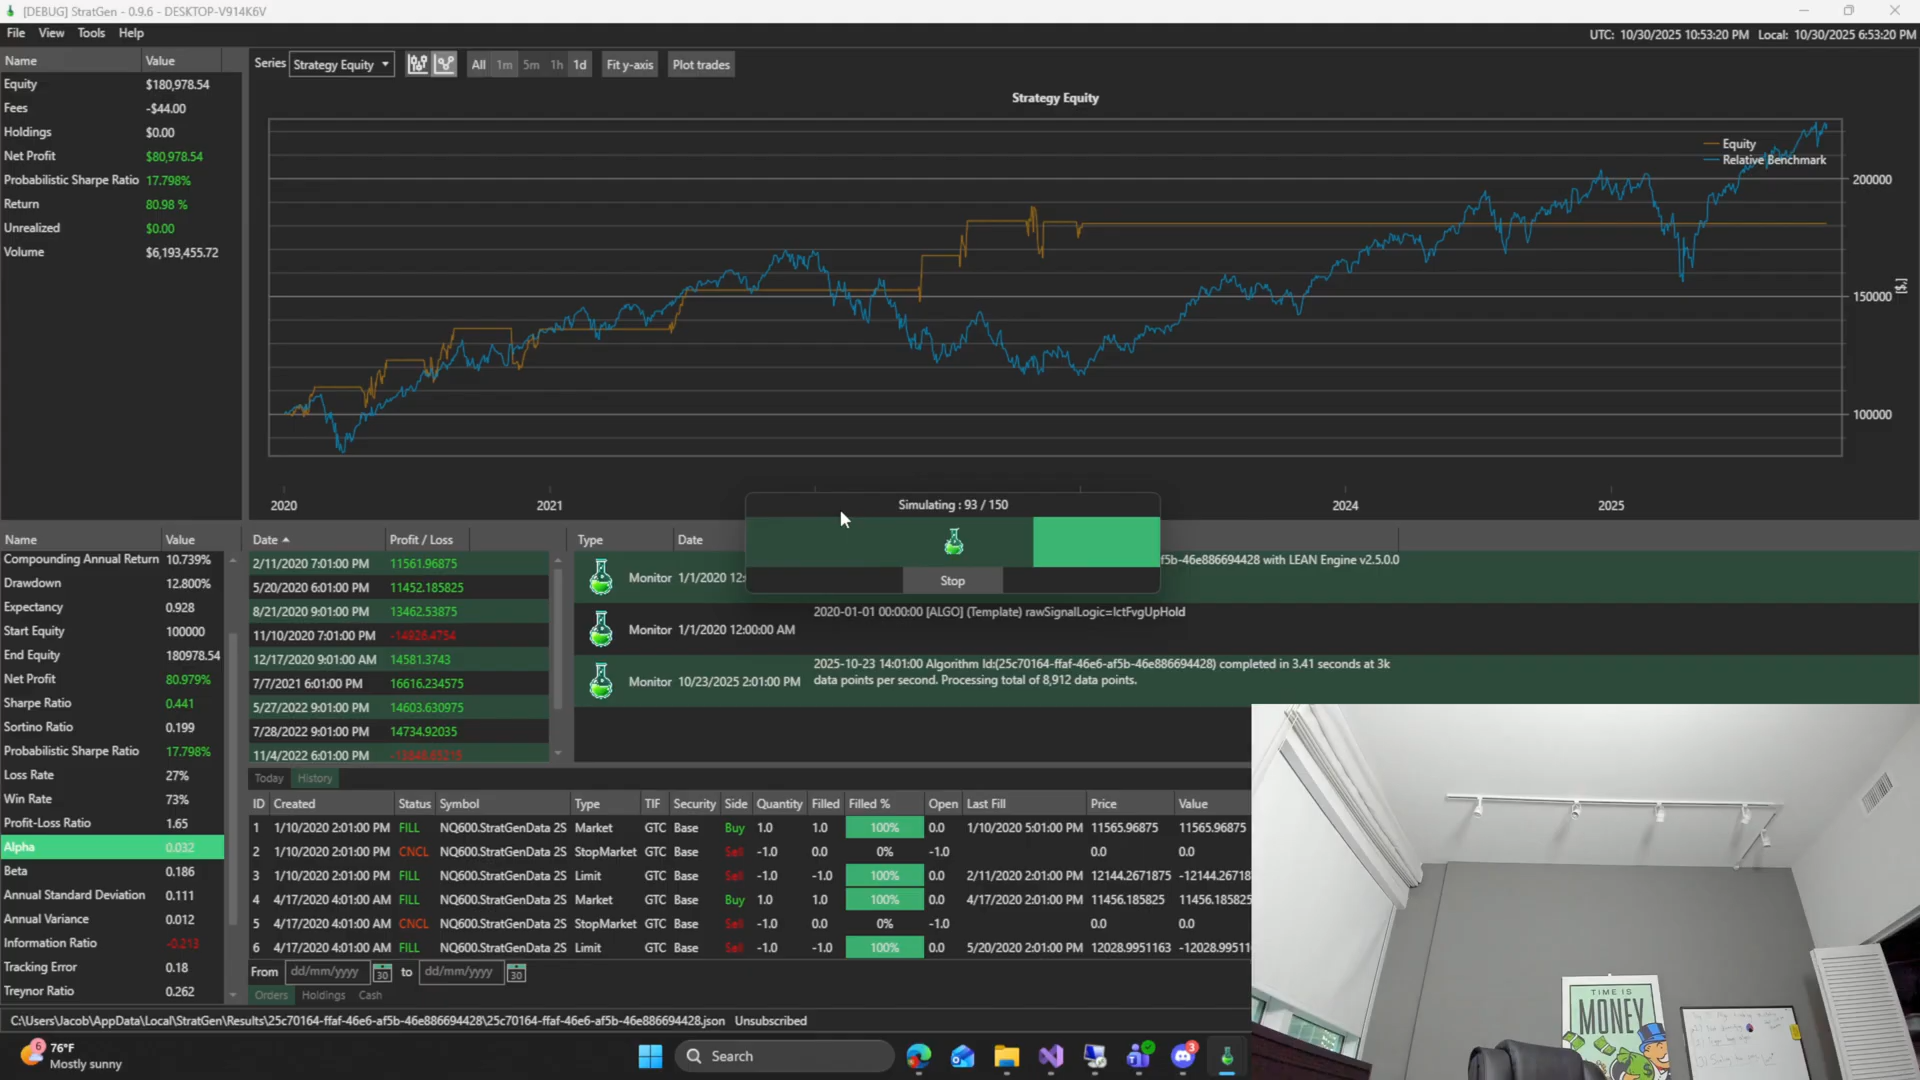 [DEBUG] StratGen - 0.9.6 - DESKTOP-V914K6V
File View Tools Help
UTC: 10/30/2025 10:53:20 PM Local: 10/30/2025 6:53:20 PM
Name Value
Equity $180,978.54
Fees -$44.00
Holdings $0.00
Net Profit $80,978.54
Probabilistic Sharpe Ratio 17.798%
Return 80.98 %
Unrealized $0.00
Volume $6,193,455.72
Series Strategy Equity All 1m 5m 1h 1d Fit y-axis Plot trades
Strategy Equity
Equity
Relative Benchmark
200000
150000
[$]
100000
2020 2021 2024 2025
Simulating : 93 / 150
Stop
Name Value
Compounding Annual Return 10.739%
Drawdown 12.800%
Expectancy 0.928
Start Equity 100000
End Equity 180978.54
Net Profit 80.979%
Sharpe Ratio 0.441
Sortino Ratio 0.199
Probabilistic Sharpe Ratio 17.798%
Loss Rate 27%
Win Rate 73%
Profit-Loss Ratio 1.65
Alpha 0.032
Beta 0.186
Annual Standard Deviation 0.111
Annual Variance 0.012
Information Ratio -0.213
Tracking Error 0.18
Treynor Ratio 0.262
Date Profit / Loss
2/11/2020 7:01:00 PM 11561.96875
5/20/2020 6:01:00 PM 11452.185825
8/21/2020 9:01:00 PM 13462.53875
11/10/2020 7:01:00 PM -14926.4754
12/17/2020 9:01:00 AM 14581.3743
7/7/2021 6:01:00 PM 16616.234575
5/27/2022 9:01:00 PM 14603.630975
7/28/2022 9:01:00 PM 14734.92035
11/4/2022 6:01:00 PM
Type Date
Monitor 1/1/2020 12: f5b-46e886694428 with LEAN Engine v2.5.0.0
Monitor 1/1/2020 12:00:00 AM 2020-01-01 00:00:00 [ALGO] (Template) rawSignalLogic=IctFvgUpHold
Monitor 10/23/2025 2:01:00 PM 2025-10-23 14:01:00 Algorithm Id:(25c70164-ffaf-46e6-af5b-46e886694428) completed in 3.41 seconds at 3k
data points per second. Processing total of 8,912 data points.
Today History
ID Created Status Symbol Type TIF Security Side Quantity Filled Filled % Open Last Fill Price Value
1 1/10/2020 2:01:00 PM FILL NQ600.StratGenData 2S Market GTC Base Buy 1.0 1.0 100% 0.0 1/10/2020 5:01:00 PM 11565.96875 11565.96875
2 1/10/2020 2:01:00 PM CNCL NQ600.StratGenData 2S StopMarket GTC Base Sell -1.0 0.0 0% -1.0 0.0 0.0
3 1/10/2020 2:01:00 PM FILL NQ600.StratGenData 2S Limit GTC Base Sell -1.0 -1.0 100% 0.0 2/11/2020 2:01:00 PM 12144.2671875 -12144.26718
4 4/17/2020 4:01:00 AM FILL NQ600.StratGenData 2S Market GTC Base Buy 1.0 1.0 100% 0.0 4/17/2020 2:01:00 PM 11456.185825 11456.185825
5 4/17/2020 4:01:00 AM CNCL NQ600.StratGenData 2S StopMarket GTC Base Sell -1.0 0.0 0% -1.0 0.0 0.0
6 4/17/2020 4:01:00 AM FILL NQ600.StratGenData 2S Limit GTC Base Sell -1.0 -1.0 100% 0.0 5/20/2020 2:01:00 PM 12028.9951163 -12028.99511
From dd/mm/yyyy 30 to dd/mm/yyyy 30
Orders Holdings Cash
C:\Users\Jacob\AppData\Local\StratGen\Results\25c70164-ffaf-46e6-af5b-46e886694428\25c70164-ffaf-46e6-af5b-46e886694428.json Unsubscribed
TIME IS
MONEY
6 76°F
Mostly sunny
Search
3